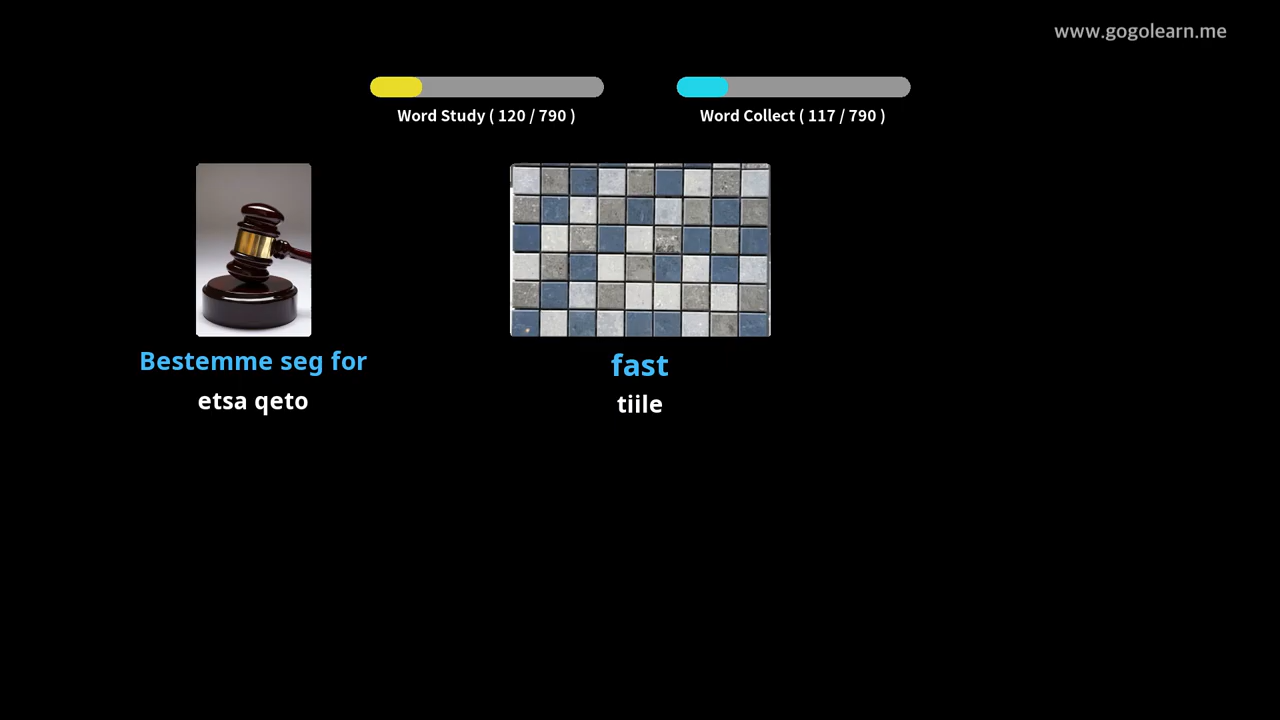 www.gogolearn.me
Word Study ( 120 / 790 )
Word Collect ( 117 / 790 )
Bestemme seg for
etsa qeto
fast
tiile